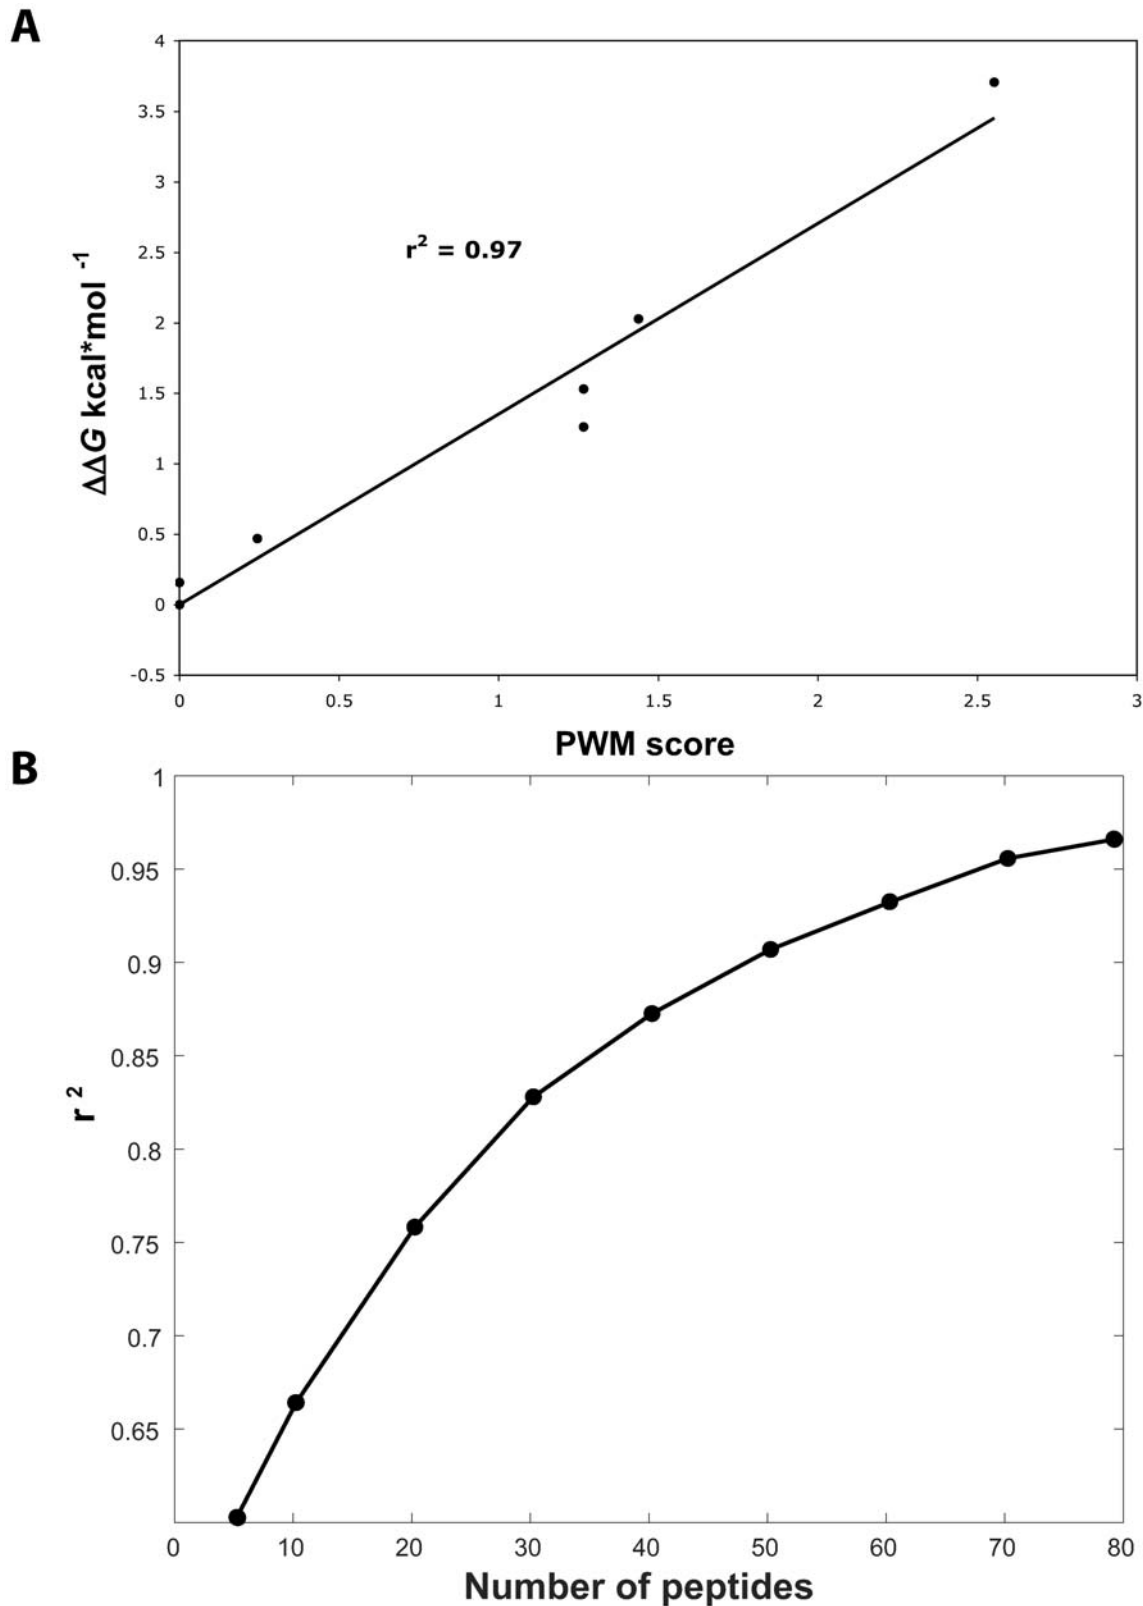 A
4
3.5
3
2.5
2
1.5
1
0.5
0
-0.5
ΔΔG kcal*mol -1
r2 = 0.97
0 0.5 1 1.5 2 2.5 3
PWM score
B
1
0.95
0.9
0.85
0.8
0.75
0.7
0.65
r 2
0 10 20 30 40 50 60 70 80
Number of peptides